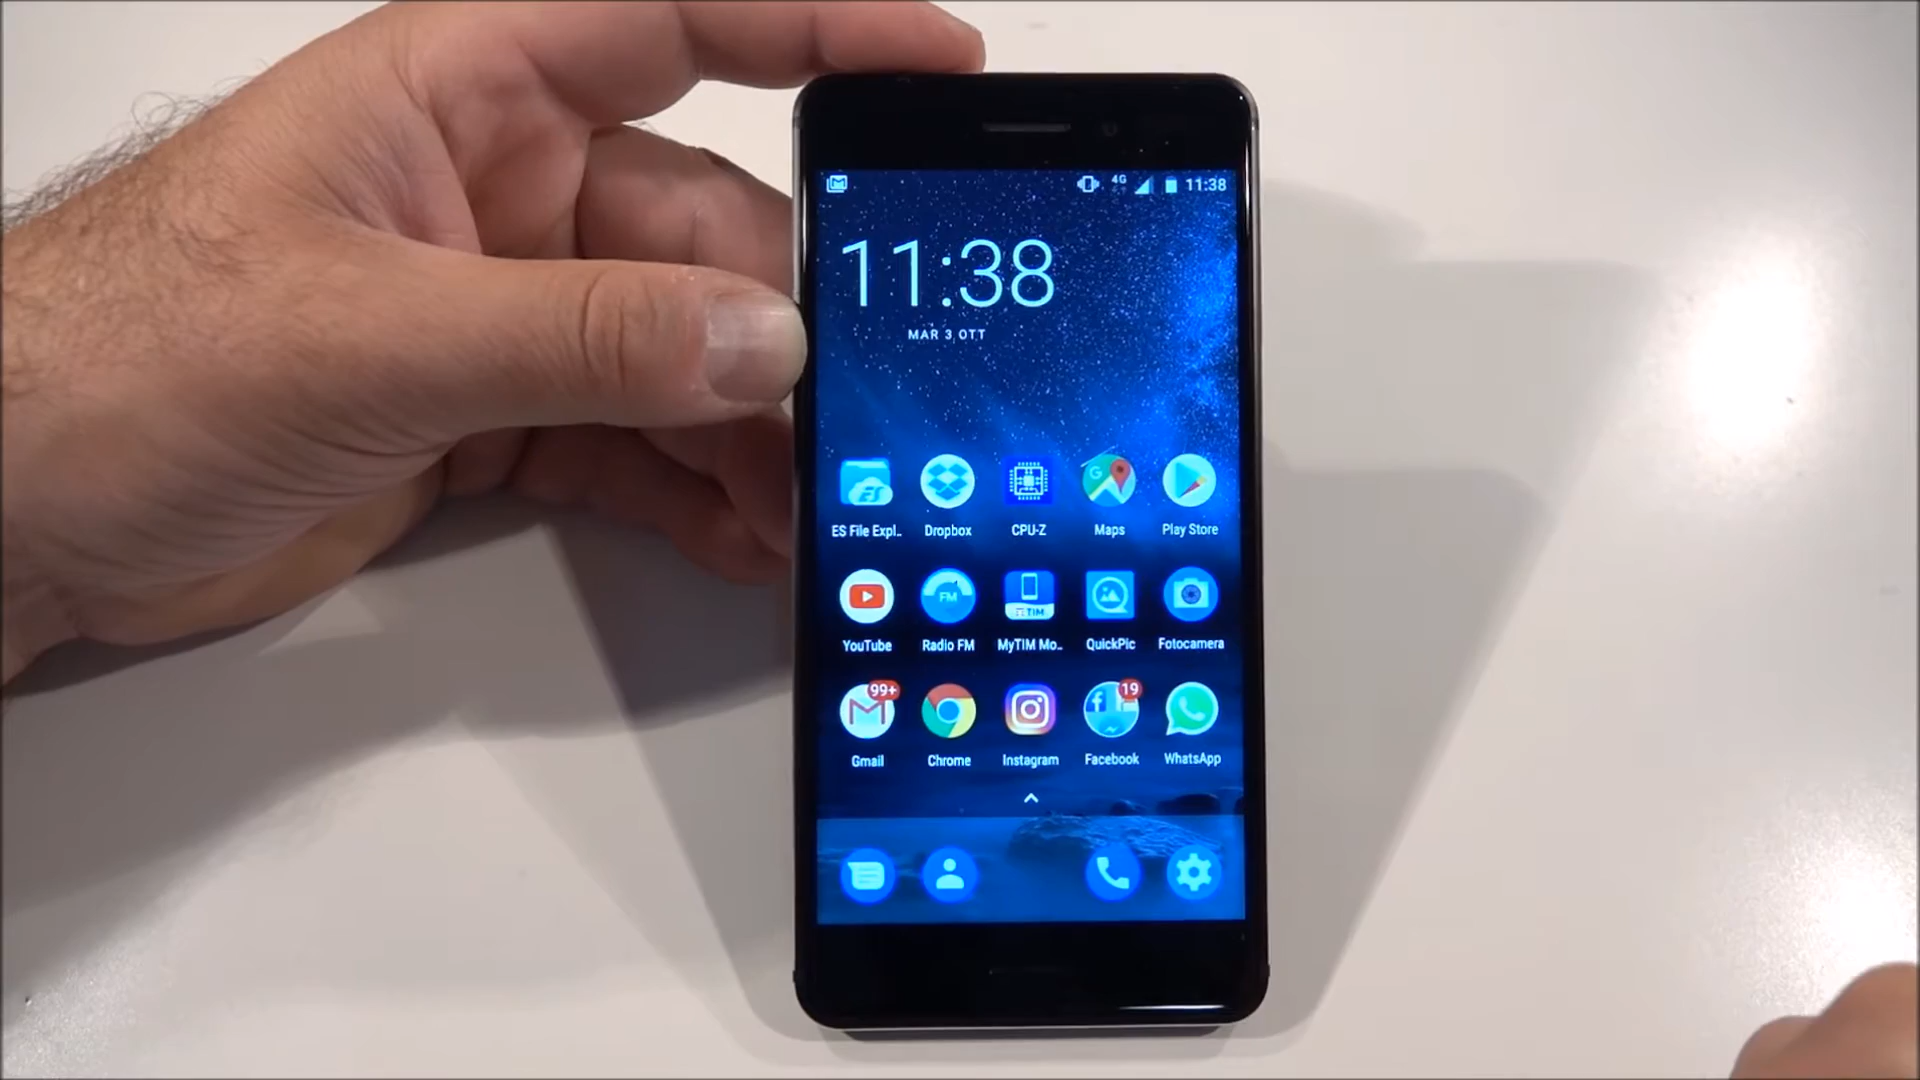 4G 11:38
11:38
MAR 3 OTT
ES File Expl..
Dropbox
CPU-Z
Maps
Play Store
FM
TIM
YouTube
Radio FM
MyTIM Mo..
QuickPic
Fotocamera
99+
19
Gmail
Chrome
Instagram
Facebook
WhatsApp